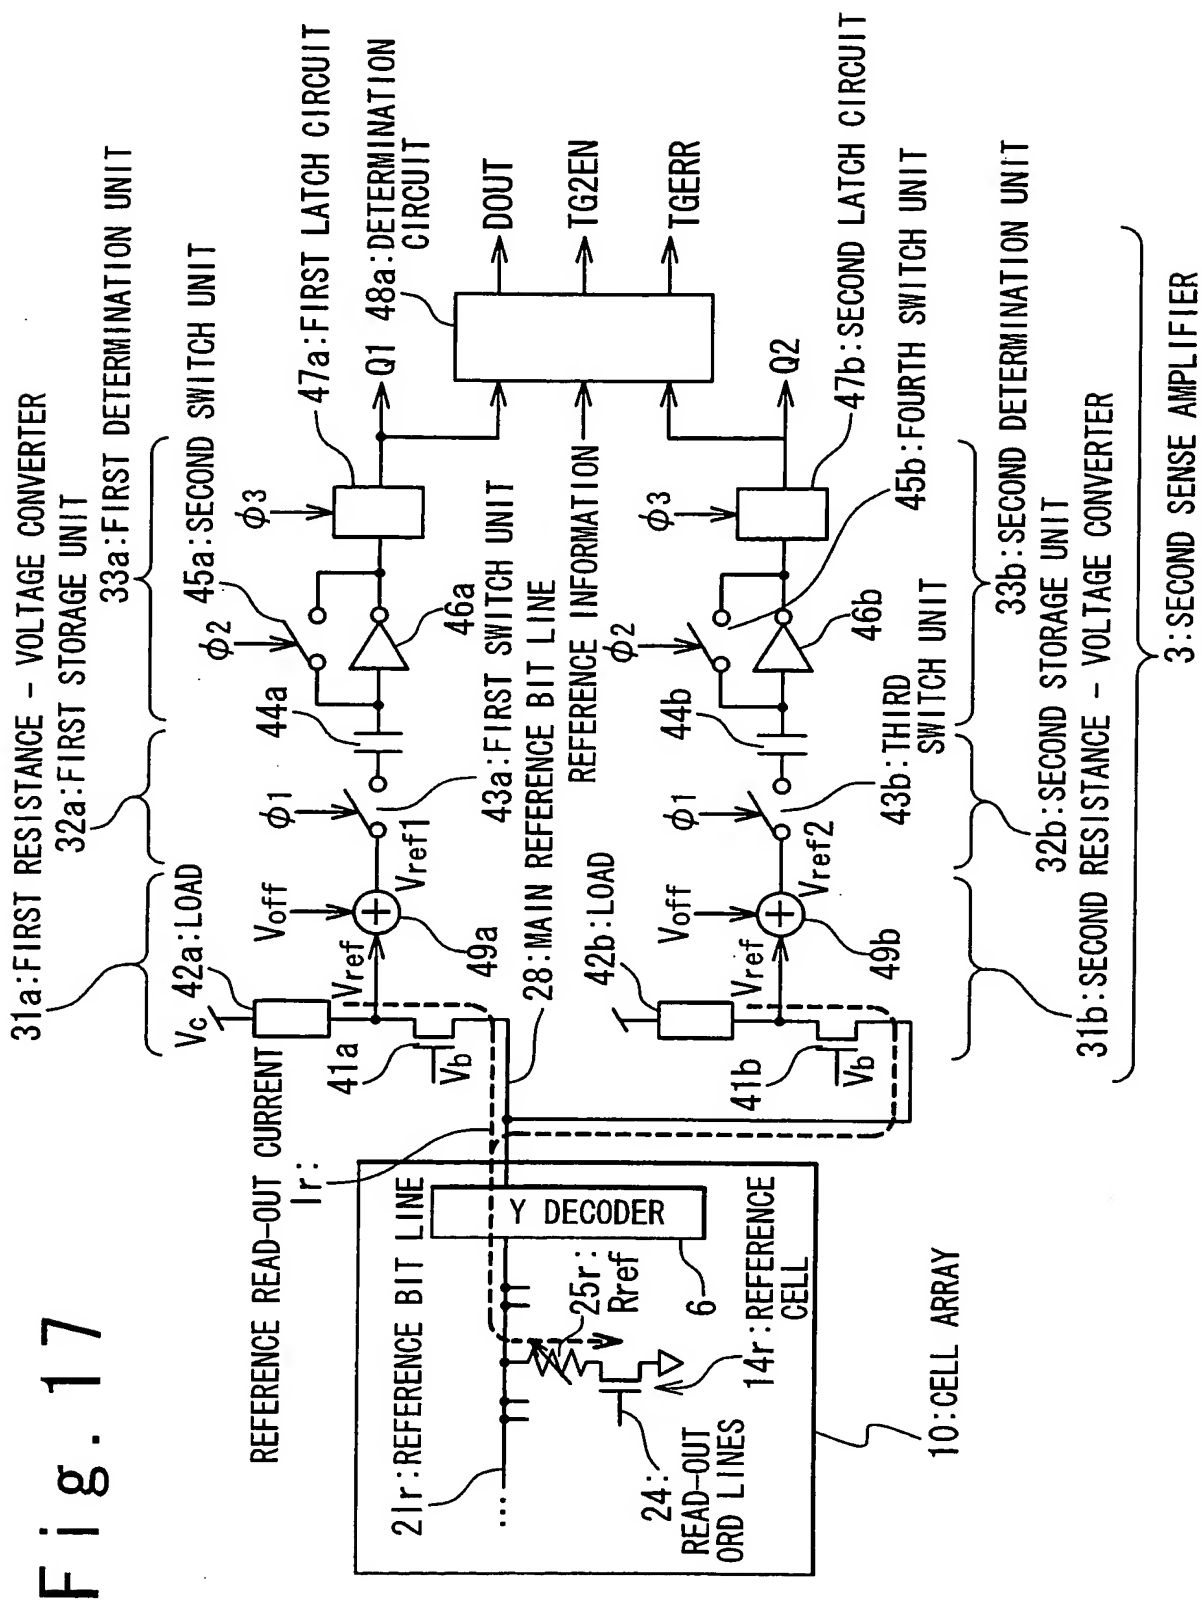 Fig. 17
31a:FIRST RESISTANCE - VOLTAGE CONVERTER
32a:FIRST STORAGE UNIT
33a:FIRST DETERMINATION UNIT
42a:LOAD
45a:SECOND SWITCH UNIT
47a:FIRST LATCH CIRCUIT
48a:DETERMINATION
CIRCUIT
Vc
Voff
ϕ1
ϕ2
ϕ3
REFERENCE READ-OUT CURRENT
Ir:
41a
Vb
Vref
49a
Vref1
44a
46a
Q1
DOUT
TG2EN
TGERR
43a:FIRST SWITCH UNIT
28:MAIN REFERENCE BIT LINE
REFERENCE INFORMATION
21r:REFERENCE BIT LINE
...
Y DECODER
25r:
Rref
6
14r:REFERENCE
CELL
24:
READ-OUT
ORD LINES
10:CELL ARRAY
42b:LOAD
Voff
ϕ1
ϕ2
ϕ3
41b
Vb
Vref
49b
Vref2
44b
46b
Q2
47b:SECOND LATCH CIRCUIT
45b:FOURTH SWITCH UNIT
43b:THIRD
SWITCH UNIT
33b:SECOND DETERMINATION UNIT
32b:SECOND STORAGE UNIT
31b:SECOND RESISTANCE - VOLTAGE CONVERTER
3:SECOND SENSE AMPLIFIER